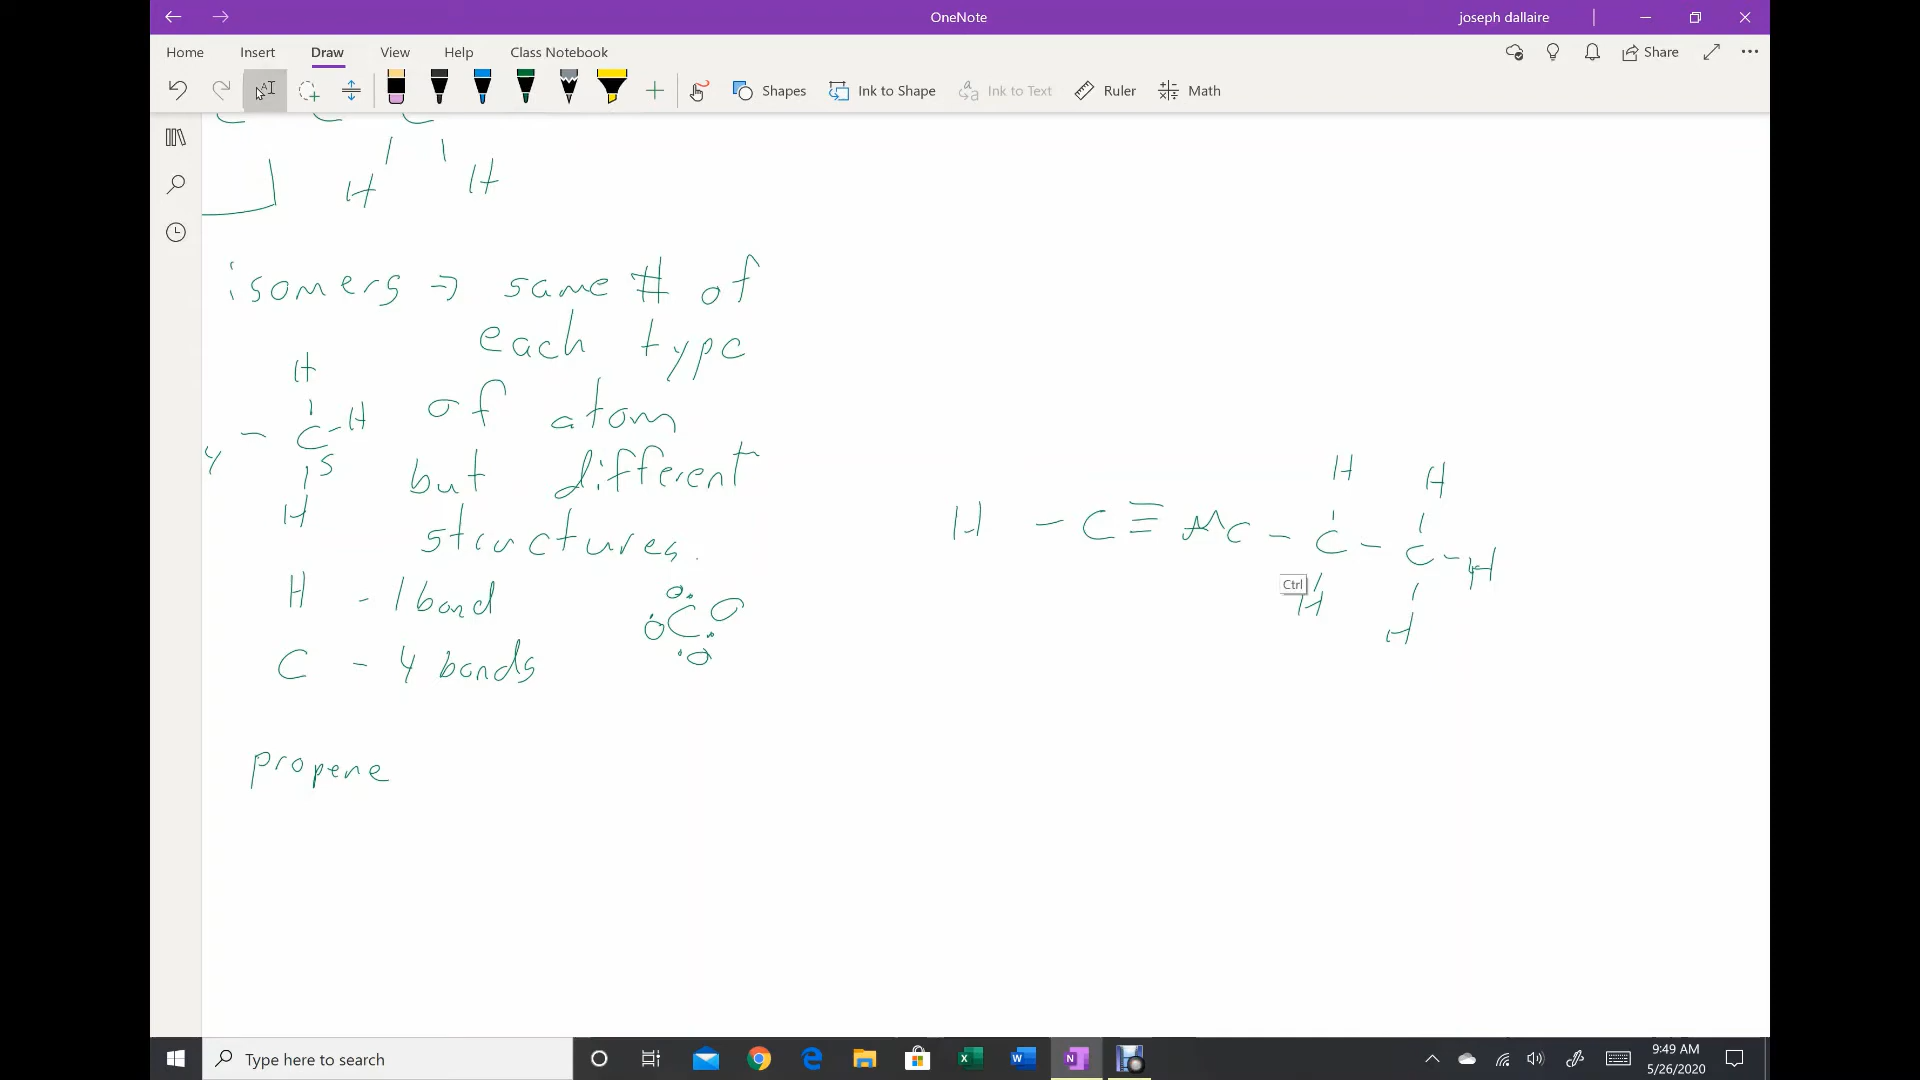 OneNote
joseph dallaire
Home Insert Draw View Help Class Notebook
Share
Shapes Ink to Shape Ink to Text Ruler Math
C C C
H H
isomers → same # of
each type
of atom
but different
structures.
H
- C - H
4 5
H
H - 1 bond
C - 4 bonds
C
propene
H H
H - C ≡ C - C - C - H
Ctrl
H H
Type here to search
9:49 AM
5/26/2020